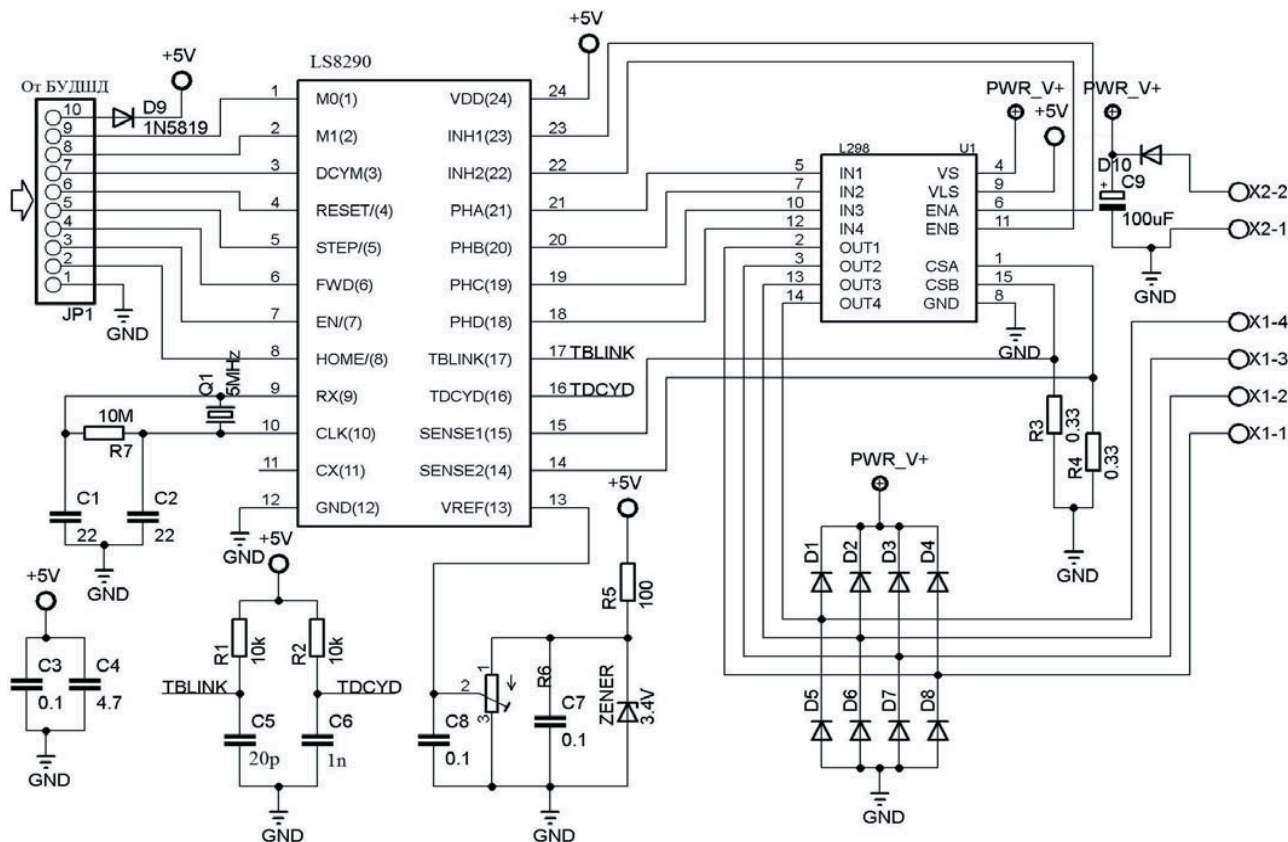 +5V
LS8290
От БУДШД
10
9
8
7
6
5
4
3
2
1
JP1
GND
D9
1N5819
+5V
1 M0(1)
2 M1(2)
3 DCYM(3)
4 RESET/(4)
5 STEP/(5)
6 FWD(6)
7 EN/(7)
8 HOME/(8)
9 RX(9)
10 CLK(10)
11 CX(11)
12 GND(12)
VDD(24) 24
INH1(23) 23
INH2(22) 22
PHA(21) 21
PHB(20) 20
PHC(19) 19
PHD(18) 18
TBLINK(17) 17 TBLINK
TDCYD(16) 16 TDCYD
SENSE1(15) 15
SENSE2(14) 14
VREF(13) 13
PWR_V+
+5V
PWR_V+
L298 U1
5 IN1 VS 4
7 IN2 VLS 9
10 IN3 ENA 6
12 IN4 ENB 11
2 OUT1
3 OUT2 CSA 1
13 OUT3 CSB 15
14 OUT4 GND 8
GND
D10
C9
+
100uF
GND
X2-2
X2-1
X1-4
X1-3
X1-2
X1-1
R3
0.33
R4
0.33
GND
Q1
5MHz
10M
R7
C1
22
C2
22
GND
GND
+5V
C3
0.1
C4
4.7
GND
+5V
R1
10k
R2
10k
TBLINK
TDCYD
C5
20p
C6
1n
GND
+5V
R5
100
1
2
3
R6
C7
0.1
C8
0.1
ZENER
3.4V
GND
PWR_V+
D1
D2
D3
D4
D5
D6
D7
D8
GND